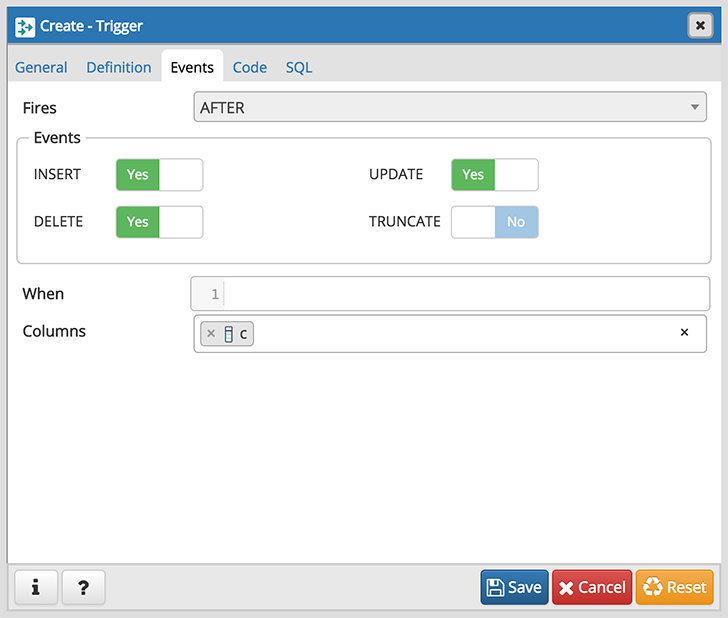 Create - Trigger
General Definition Events Code SQL
Fires AFTER
Events
INSERT Yes UPDATE Yes
DELETE Yes TRUNCATE No
When 1
Columns × c ×
i ? Save Cancel Reset